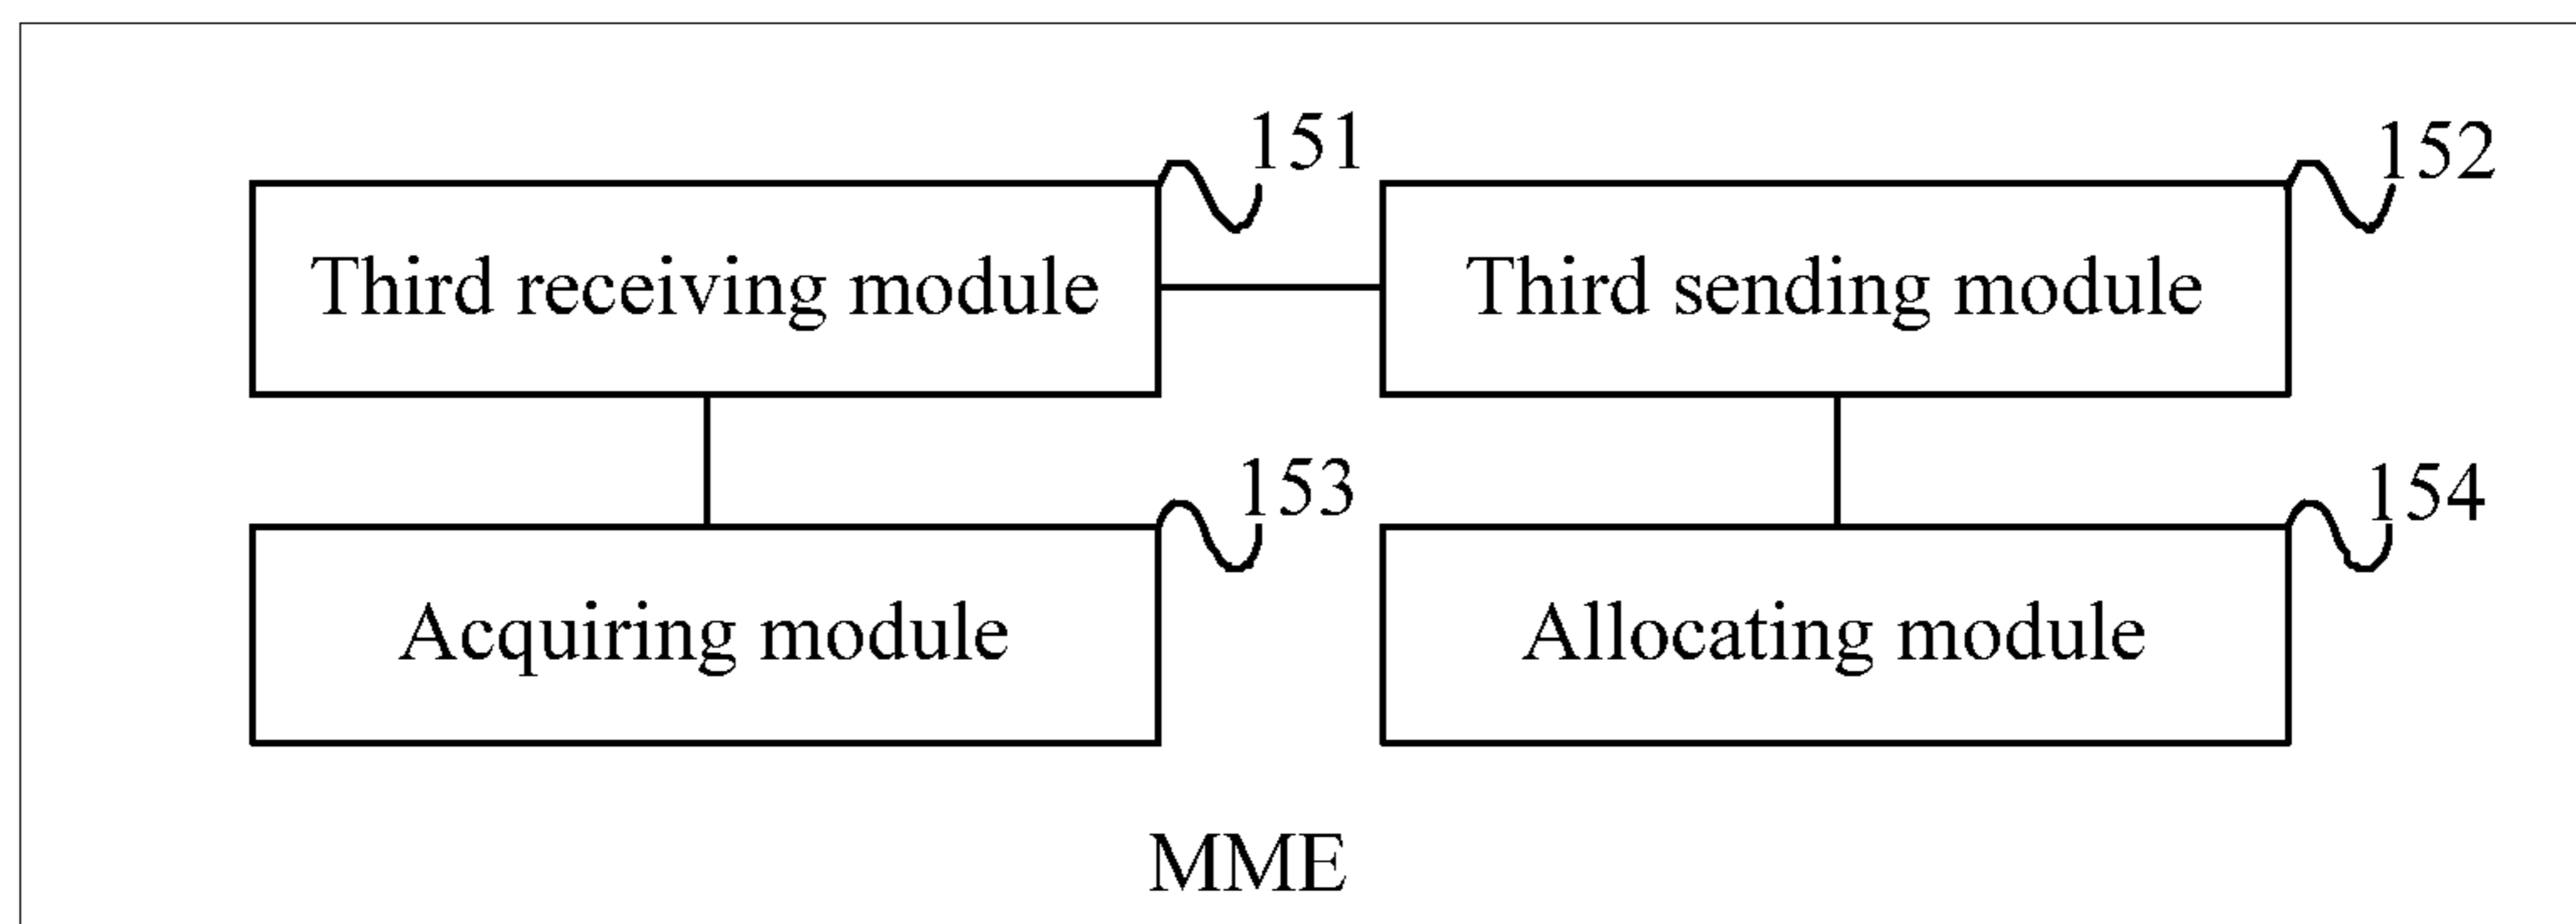 151
152
Third receiving module
Third sending module
153
154
Acquiring module
Allocating module
MME